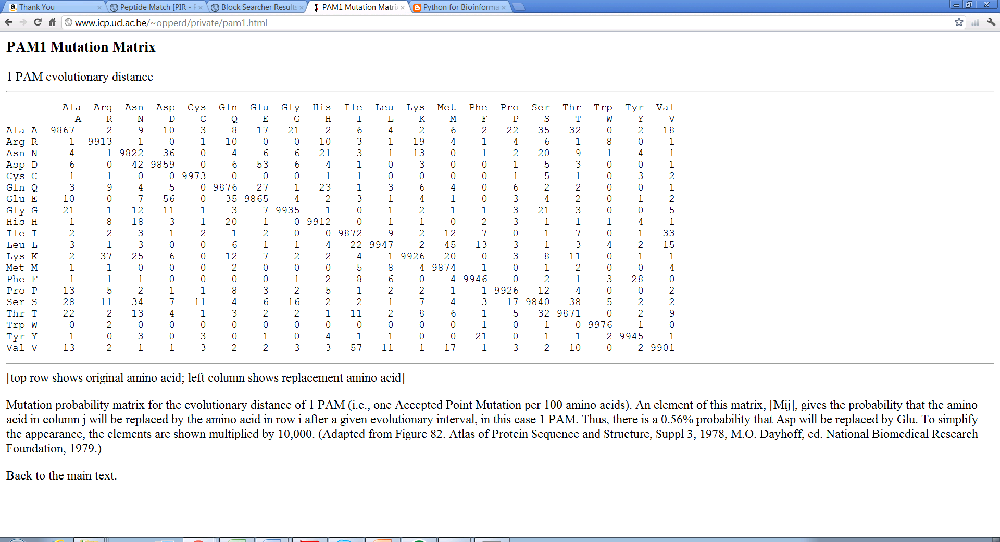 Thank You
Peptide Match [PIR - P
Block Searcher Results
PAM1 Mutation Matrix
Python for Bioinforma
www.icp.ucl.ac.be/~opperd/private/pam1.html
PAM1 Mutation Matrix
1 PAM evolutionary distance
Ala Arg Asn Asp Cys Gln Glu Gly His Ile Leu Lys Met Phe Pro Ser Thr Trp Tyr Val
A R N D C Q E G H I L K M F P S T W Y V
Ala A 9867 2 9 10 3 8 17 21 2 6 4 2 6 2 22 35 32 0 2 18
Arg R 1 9913 1 0 1 10 0 0 10 3 1 19 4 1 4 6 1 8 0 1
Asn N 4 1 9822 36 0 4 6 6 21 3 1 13 0 1 2 20 9 1 4 1
Asp D 6 0 42 9859 0 6 53 6 4 1 0 3 0 0 1 5 3 0 0 1
Cys C 1 1 0 0 9973 0 0 0 1 1 0 0 0 0 1 5 1 0 3 2
Gln Q 3 9 4 5 0 9876 27 1 23 1 3 6 4 0 6 2 2 0 0 1
Glu E 10 0 7 56 0 35 9865 4 2 3 1 4 1 0 3 4 2 0 1 2
Gly G 21 1 12 11 1 3 7 9935 1 0 1 2 1 1 3 21 3 0 0 5
His H 1 8 18 3 1 20 1 0 9912 0 1 1 0 2 3 1 1 1 4 1
Ile I 2 2 3 1 2 1 2 0 0 9872 9 2 12 7 0 1 7 0 1 33
Leu L 3 1 3 0 0 6 1 1 4 22 9947 2 45 13 3 1 3 4 2 15
Lys K 2 37 25 6 0 12 7 2 2 4 1 9926 20 0 3 8 11 0 1 1
Met M 1 1 0 0 0 2 0 0 0 5 8 4 9874 1 0 1 2 0 0 4
Phe F 1 1 1 0 0 0 0 1 2 8 6 0 4 9946 0 2 1 3 28 0
Pro P 13 5 2 1 1 8 3 2 5 1 2 2 1 1 9926 12 4 0 0 2
Ser S 28 11 34 7 11 4 6 16 2 2 1 7 4 3 17 9840 38 5 2 2
Thr T 22 2 13 4 1 3 2 2 1 11 2 8 6 1 5 32 9871 0 2 9
Trp W 0 2 0 0 0 0 0 0 0 0 0 0 0 1 0 1 0 9976 1 0
Tyr Y 1 0 3 0 3 0 1 0 4 1 1 0 0 21 0 1 1 2 9945 1
Val V 13 2 1 1 3 2 2 3 3 57 11 1 17 1 3 2 10 0 2 9901
[top row shows original amino acid; left column shows replacement amino acid]
Mutation probability matrix for the evolutionary distance of 1 PAM (i.e., one Accepted Point Mutation per 100 amino acids). An element of this matrix, [Mij], gives the probability that the amino
acid in column j will be replaced by the amino acid in row i after a given evolutionary interval, in this case 1 PAM. Thus, there is a 0.56% probability that Asp will be replaced by Glu. To simplify
the appearance, the elements are shown multiplied by 10,000. (Adapted from Figure 82. Atlas of Protein Sequence and Structure, Suppl 3, 1978, M.O. Dayhoff, ed. National Biomedical Research
Foundation, 1979.)
Back to the main text.